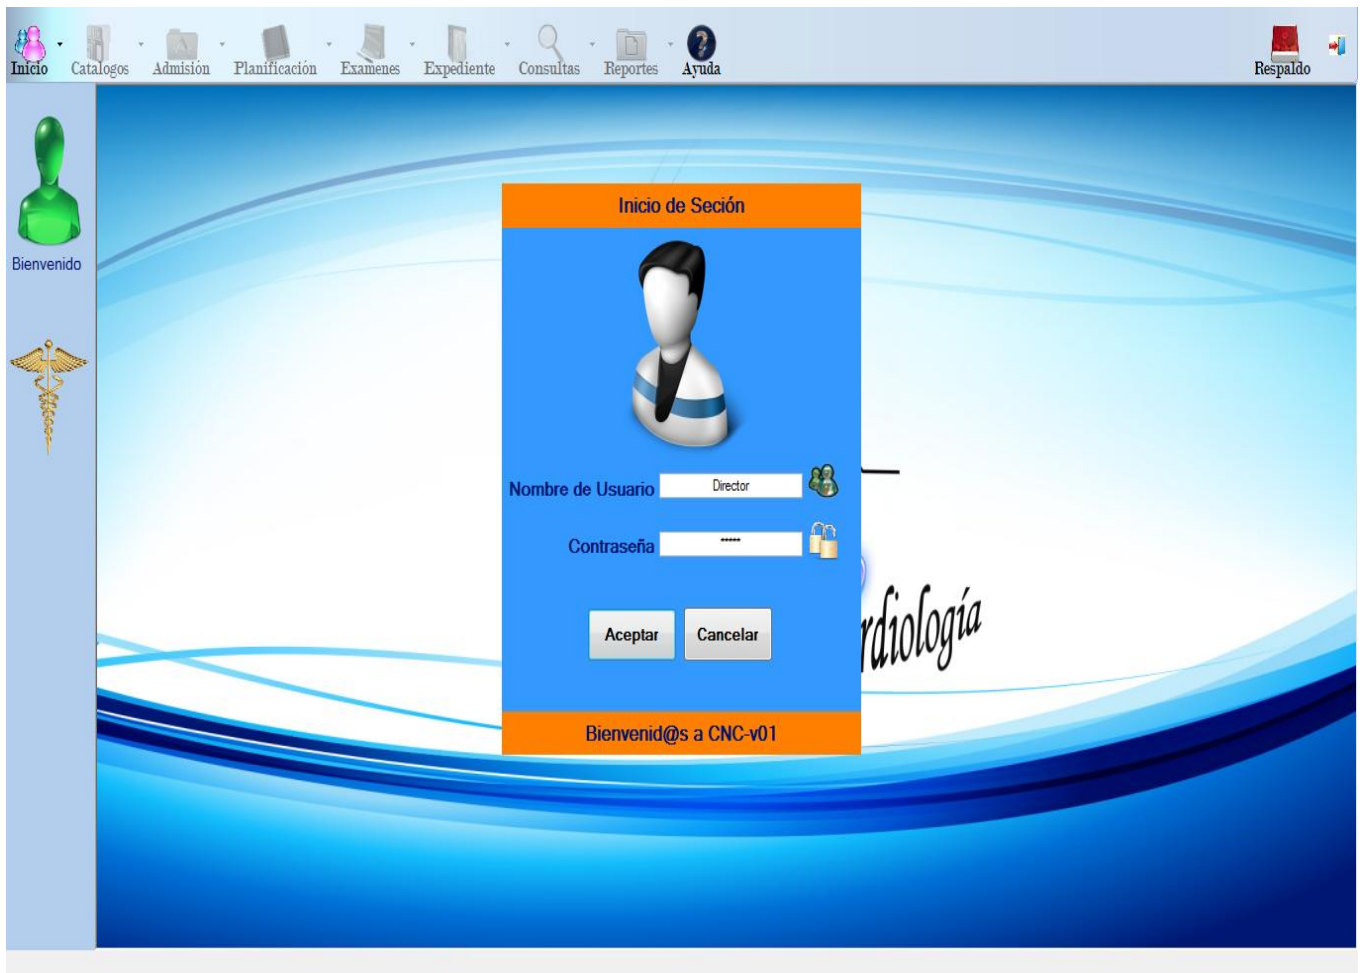 Inicio Catalogos Admisión Planificación Examenes Expediente Consultas Reportes Ayuda Respaldo
Inicio de Seción
Bienvenido
Nombre de Usuario Director
Contraseña *****
rdiología
Aceptar Cancelar
Bienvenid@s a CNC-v01